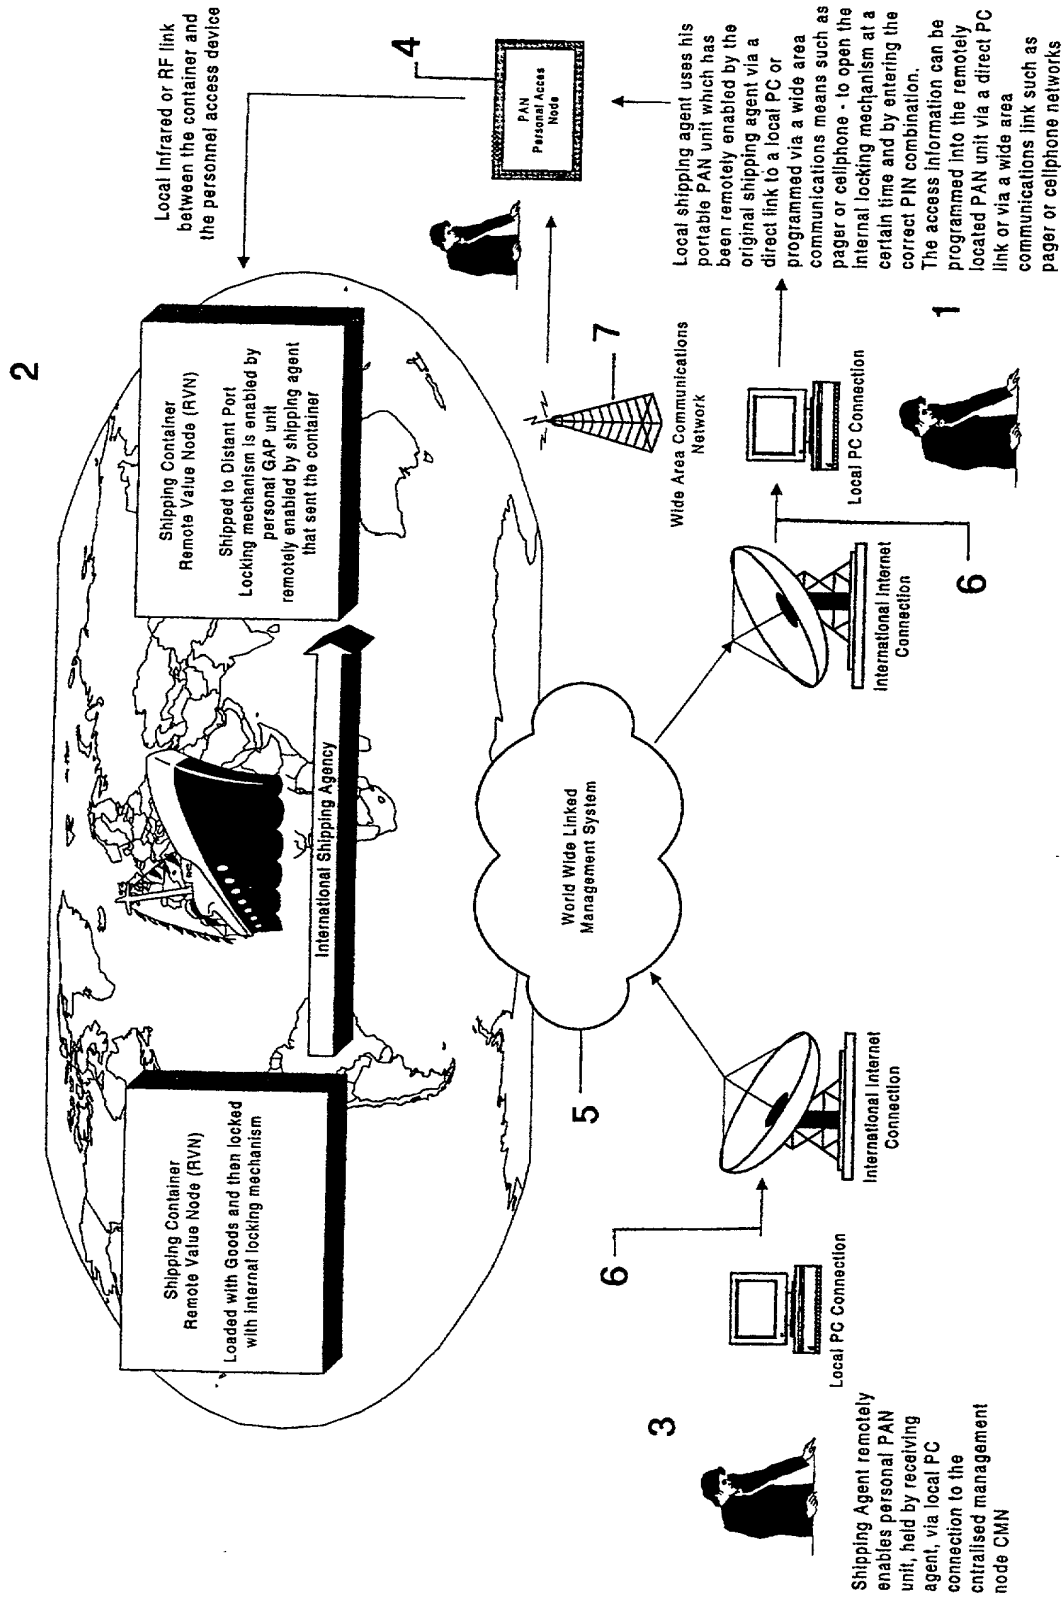 2
Shipping Container
Remote Value Node (RVN)
Loaded with Goods and then locked
with internal locking mechanism
International Shipping Agency
Shipping Container
Remote Value Node (RVN)
Shipped to Distant Port
Locking mechanism is enabled by
personal GAP unit
remotely enabled by shipping agent
that sent the container
Local Infrared or RF link
between the container and
the personnel access device
4
PAN
Personal Acces
Node
3
Shipping Agent remotely
enables personal PAN
unit, held by receiving
agent, via local PC
connection to the
cntralised management
node CMN
Local PC Connection
6
International Internet
Connection
5
World Wide Linked
Management System
International Internet
Connection
6
7
Wide Area Communications
Network
Local PC Connection
1
Local shipping agent uses his
portable PAN unit which has
been remotely enabled by the
original shipping agent via a
direct link to a local PC or
programmed via a wide area
communications means such as
pager or cellphone - to open the
internal locking mechanism at a
certain time and by entering the
correct PIN combination.
The access information can be
programmed into the remotely
located PAN unit via a direct PC
link or via a wide area
communications link such as
pager or cellphone networks